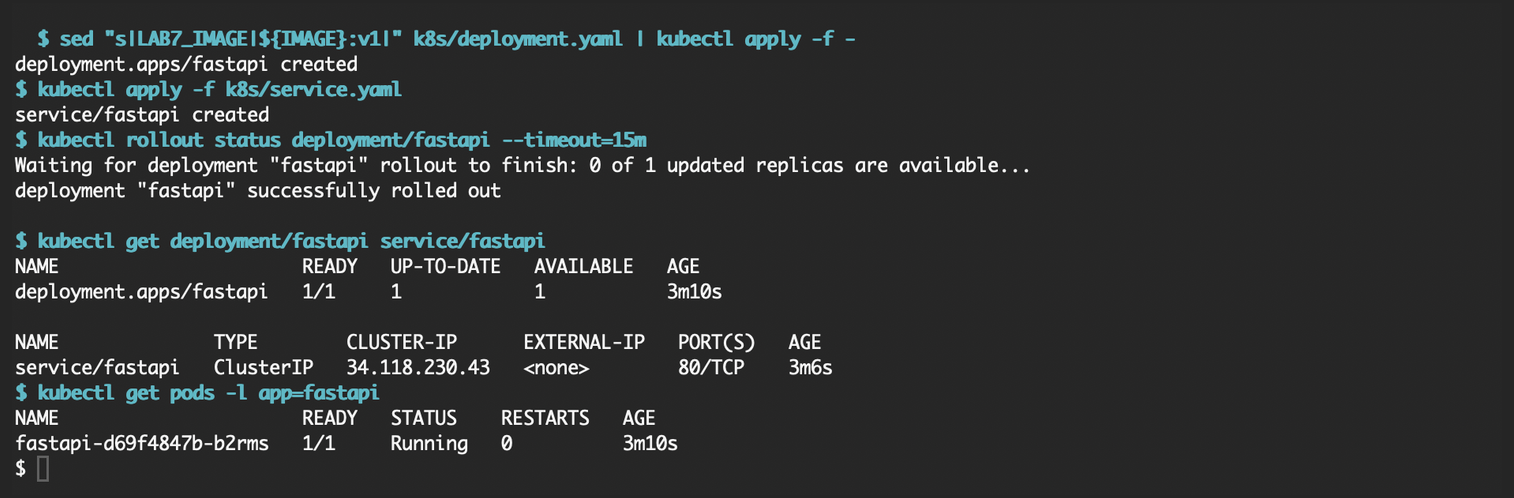 $ sed "s|LAB7_IMAGE|${IMAGE}:v1|" k8s/deployment.yaml | kubectl apply -f -
deployment.apps/fastapi created
$ kubectl apply -f k8s/service.yaml
service/fastapi created
$ kubectl rollout status deployment/fastapi --timeout=15m
Waiting for deployment "fastapi" rollout to finish: 0 of 1 updated replicas are available...
deployment "fastapi" successfully rolled out
$ kubectl get deployment/fastapi service/fastapi
NAME                      READY   UP-TO-DATE   AVAILABLE   AGE
deployment.apps/fastapi   1/1     1            1           3m10s
NAME              TYPE        CLUSTER-IP      EXTERNAL-IP   PORT(S)   AGE
service/fastapi   ClusterIP   34.118.230.43   <none>        80/TCP    3m6s
$ kubectl get pods -l app=fastapi
NAME                      READY   STATUS    RESTARTS   AGE
fastapi-d69f4847b-b2rms   1/1     Running   0          3m10s
$